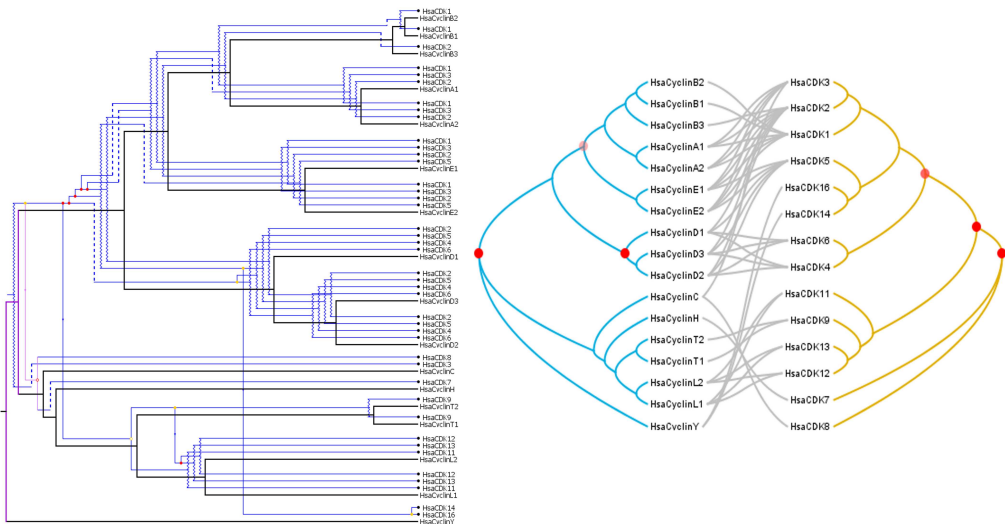 HsaCDK1
HsaCyclinB2
HsaCDK1
HsaCyclinB1
HsaCDK2
HsaCyclinB3
HsaCDK1
HsaCDK3
HsaCDK2
HsaCyclinA1
HsaCDK1
HsaCDK3
HsaCDK2
HsaCyclinA2
HsaCDK1
HsaCDK3
HsaCDK2
HsaCDK5
HsaCyclinE1
HsaCDK1
HsaCDK3
HsaCDK2
HsaCDK5
HsaCyclinE2
HsaCDK2
HsaCDK5
HsaCDK4
HsaCDK6
HsaCyclinD1
HsaCDK2
HsaCDK5
HsaCDK4
HsaCDK6
HsaCyclinD3
HsaCDK2
HsaCDK5
HsaCDK4
HsaCDK6
HsaCyclinD2
HsaCDK8
HsaCDK3
HsaCyclinC
HsaCDK7
HsaCyclinH
HsaCDK9
HsaCyclinT2
HsaCDK9
HsaCyclinT1
HsaCDK12
HsaCDK13
HsaCDK11
HsaCyclinL2
HsaCDK12
HsaCDK13
HsaCDK11
HsaCyclinL1
HsaCDK14
HsaCDK16
HsaCyclinY
HsaCyclinB2
HsaCyclinB1
HsaCyclinB3
HsaCyclinA1
HsaCyclinA2
HsaCyclinE1
HsaCyclinE2
HsaCyclinD1
HsaCyclinD3
HsaCyclinD2
HsaCyclinC
HsaCyclinH
HsaCyclinT2
HsaCyclinT1
HsaCyclinL2
HsaCyclinL1
HsaCyclinY
HsaCDK3
HsaCDK2
HsaCDK1
HsaCDK5
HsaCDK16
HsaCDK14
HsaCDK6
HsaCDK4
HsaCDK11
HsaCDK9
HsaCDK13
HsaCDK12
HsaCDK7
HsaCDK8